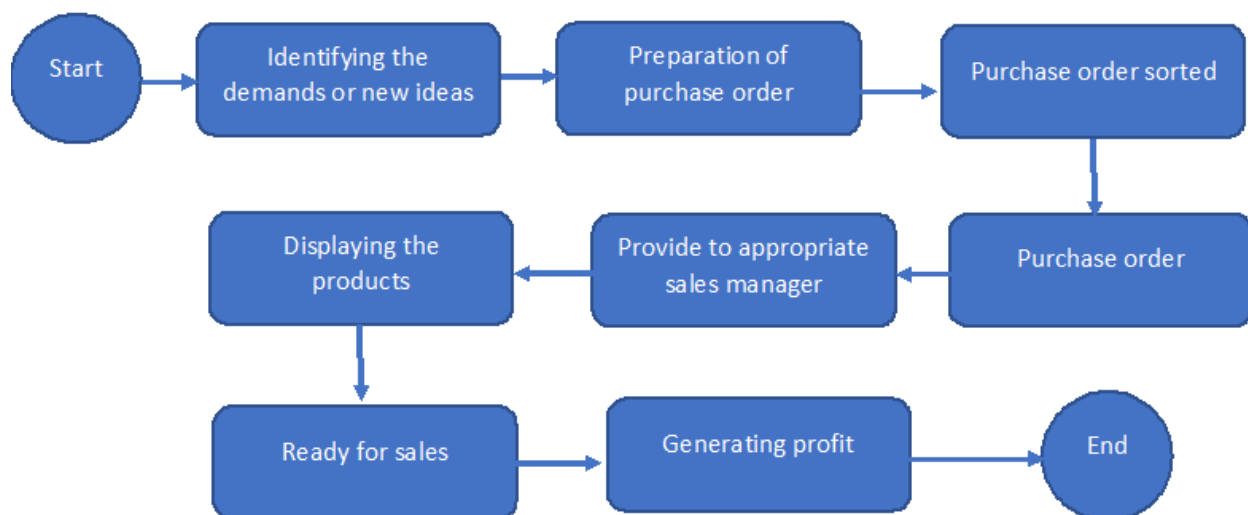 Start
Identifying the
demands or new ideas
Preparation of
purchase order
Purchase order sorted
Purchase order
Provide to appropriate
sales manager
Displaying the
products
Ready for sales
Generating profit
End